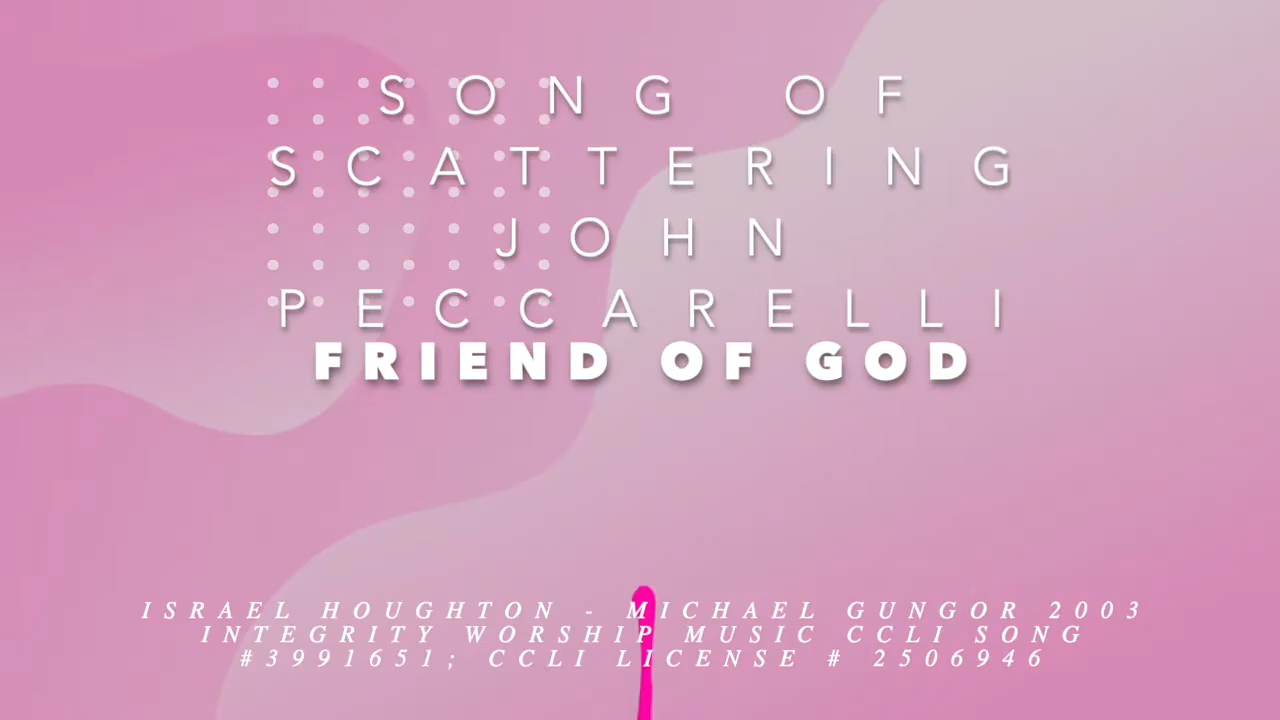 SONG OF
SCATTERING
JOHN
PECCARELLI
FRIEND OF GOD
ISRAEL HOUGHTON - MICHAEL GUNGOR 2003
INTEGRITY WORSHIP MUSIC CCLI SONG
#3991651; CCLI LICENSE # 2506946